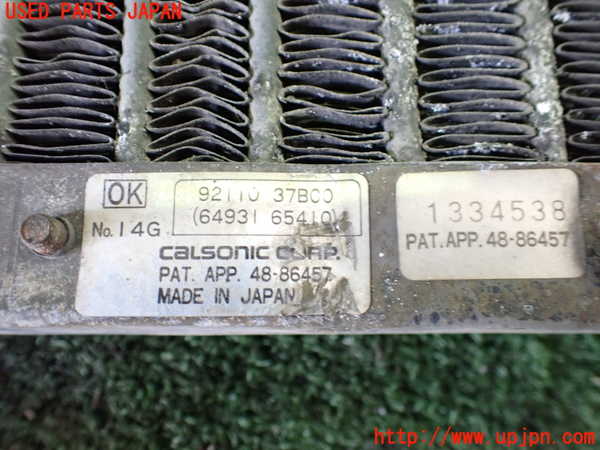 USED PARTS JAPAN
OK
92110 37B00
(64931 65410)
No. 14G
calsonic CORP.
PAT. APP. 48-86457
MADE IN JAPAN
1334538
PAT. APP. 48-86457
http://www.upjpn.com/